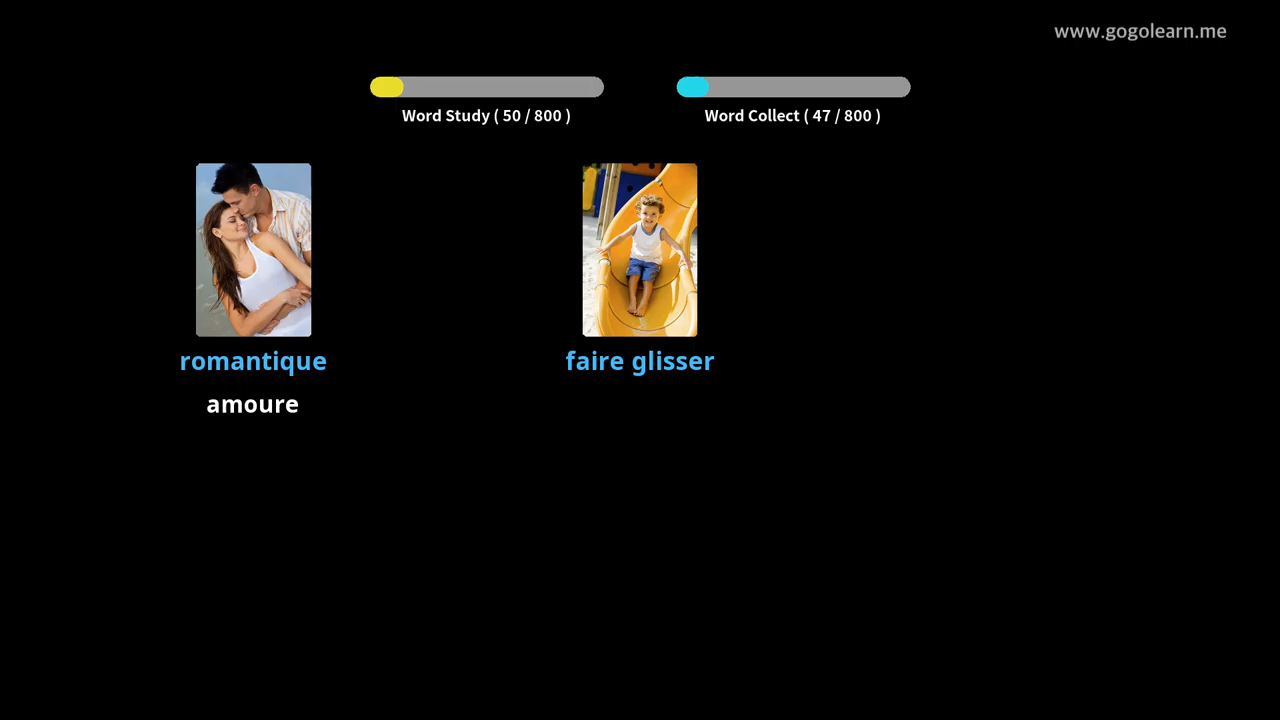 www.gogolearn.me
Word Study ( 50 / 800 )
Word Collect ( 47 / 800 )
romantique
faire glisser
amoure